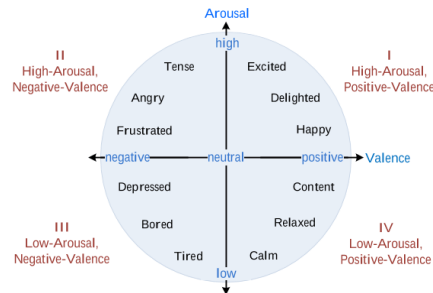 Arousal
high
II
High-Arousal,
Negative-Valence
I
High-Arousal,
Positive-Valence
Tense
Excited
Angry
Delighted
Frustrated
Happy
negative
neutral
positive
Valence
Depressed
Content
Bored
Relaxed
Tired
Calm
III
Low-Arousal,
Negative-Valence
IV
Low-Arousal,
Positive-Valence
low